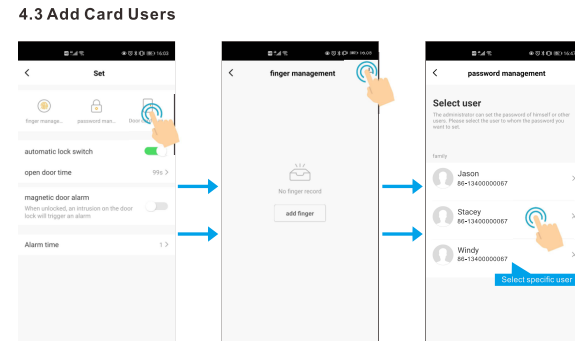 4.3 Add Card Users
16:02
Set
finger manage...
password man...
Door
automatic lock switch
open door time
99s >
magnetic door alarm
When unlocked, an intrusion on the door
lock will trigger an alarm
Alarm time
1 >
16:03
finger management
No finger record
add finger
16:47
password management
Select user
The administrator can set the password of himself or other
users. Please select the user to whom the password you
want to set.
family
Jason
86-13400000067
Stacey
86-13400000067
Windy
86-13400000067
Select specific user